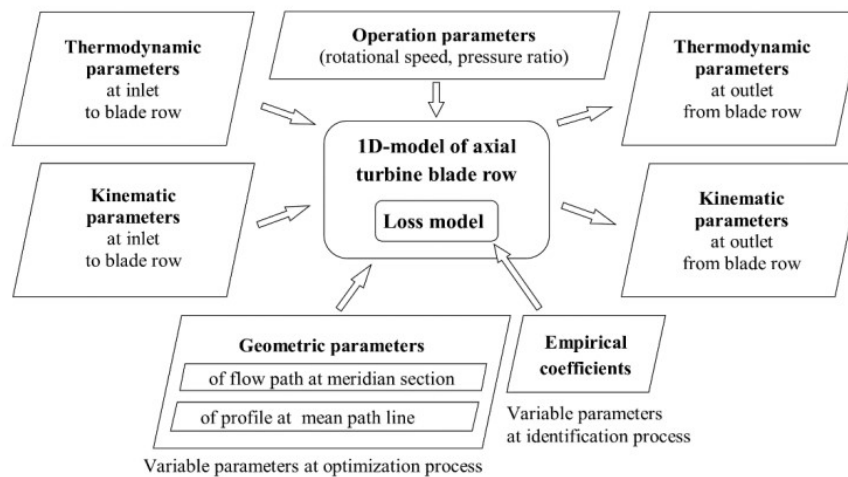 Thermodynamic
parameters
at inlet
to blade row
Operation parameters
(rotational speed, pressure ratio)
Thermodynamic
parameters
at outlet
from blade row
1D-model of axial
turbine blade row
Loss model
Kinematic
parameters
at inlet
to blade row
Kinematic
parameters
at outlet
from blade row
Geometric parameters
of flow path at meridian section
of profile at mean path line
Variable parameters at optimization process
Empirical
coefficients
Variable parameters
at identification process